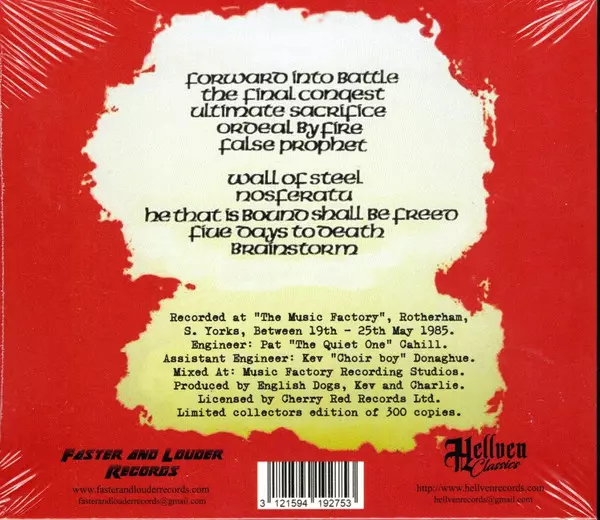 forward into Battle
the final conqest
ultimate sacrifice
ordeal By fire
false prophet
wall of steel
nosferatu
he that is Bound shall Be freed
five days to death
Brainstorm
Recorded at "The Music Factory", Rotherham,
S. Yorks, Between 19th - 25th May 1985.
Engineer: Pat "The Quiet One" Cahill.
Assistant Engineer: Kev "Choir boy" Donaghue.
Mixed At: Music Factory Recording Studios.
Produced by English Dogs, Kev and Charlie.
Licensed by Cherry Red Records Ltd.
Limited collectors edition of 300 copies.
Faster and Louder
Records
www.fasterandlouderrecords.com
fasterandlouderrecords@gmail.com
3 121594 192753
Hellven
Classics
http://www.hellvenrecords.com
hellvenrecords@gmail.com